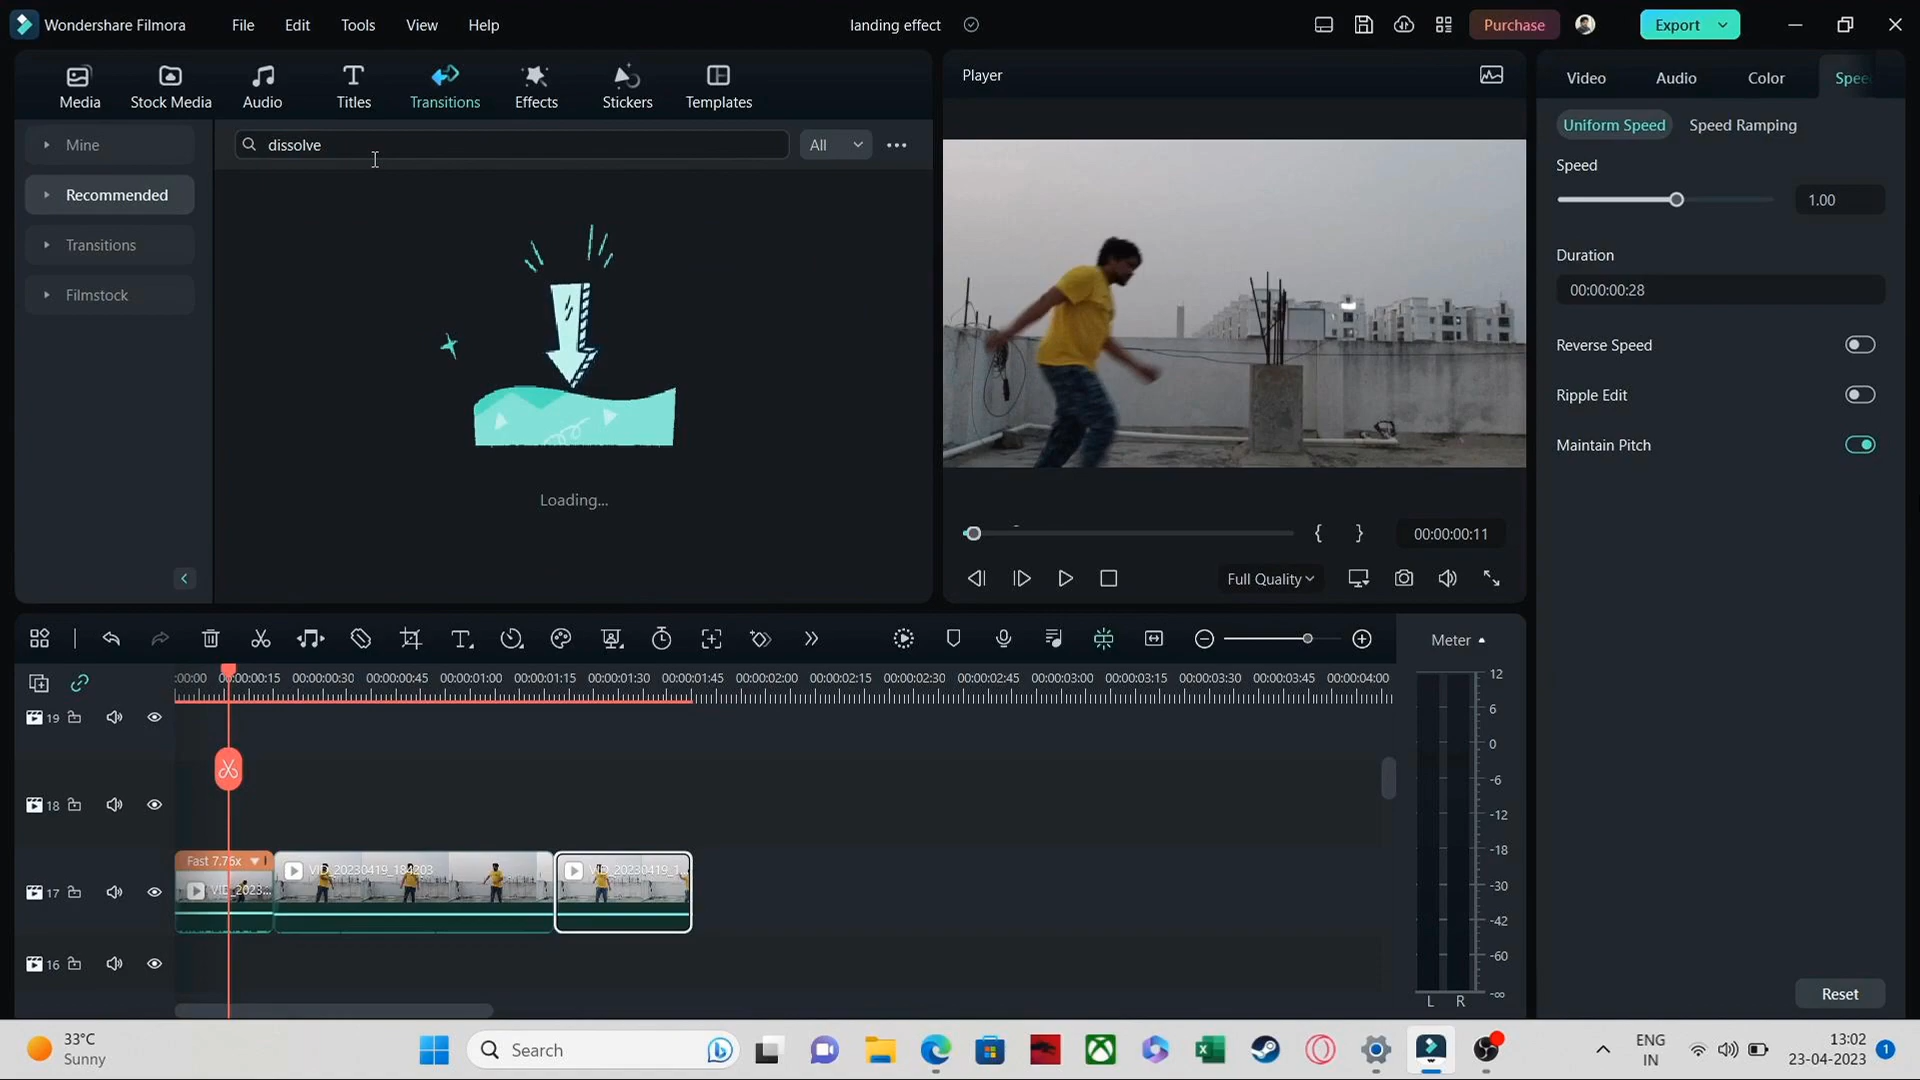 Wondershare Filmora
File
Edit
Tools
View
Help
landing effect
Purchase
Export
Media
Stock Media
Audio
Titles
Transitions
Effects
Stickers
Templates
Mine
Recommended
Transitions
Filmstock
dissolve
All
Loading...
Player
{ }
00:00:00:11
Full Quality
Video
Audio
Color
Spee
Uniform Speed
Speed Ramping
Speed
1.00
Duration
00:00:00:28
Reverse Speed
Ripple Edit
Maintain Pitch
Reset
Meter
:00:00 00:00:00:15 00:00:00:30 00:00:00:45 00:00:01:00 00:00:01:15 00:00:01:30 00:00:01:45 00:00:02:00 00:00:02:15 00:00:02:30 00:00:02:45 00:00:03:00 00:00:03:15 00:00:03:30 00:00:03:45 00:00:04:00
19
18
17
16
Fast 7.76x
VID_2023...
VID_20230419_184203
VID_20230419_1...
12
6
0
-6
-12
-18
-30
-42
-60
-∞
L R
33°C
Sunny
Search
ENG
IN
13:02
23-04-2023
1